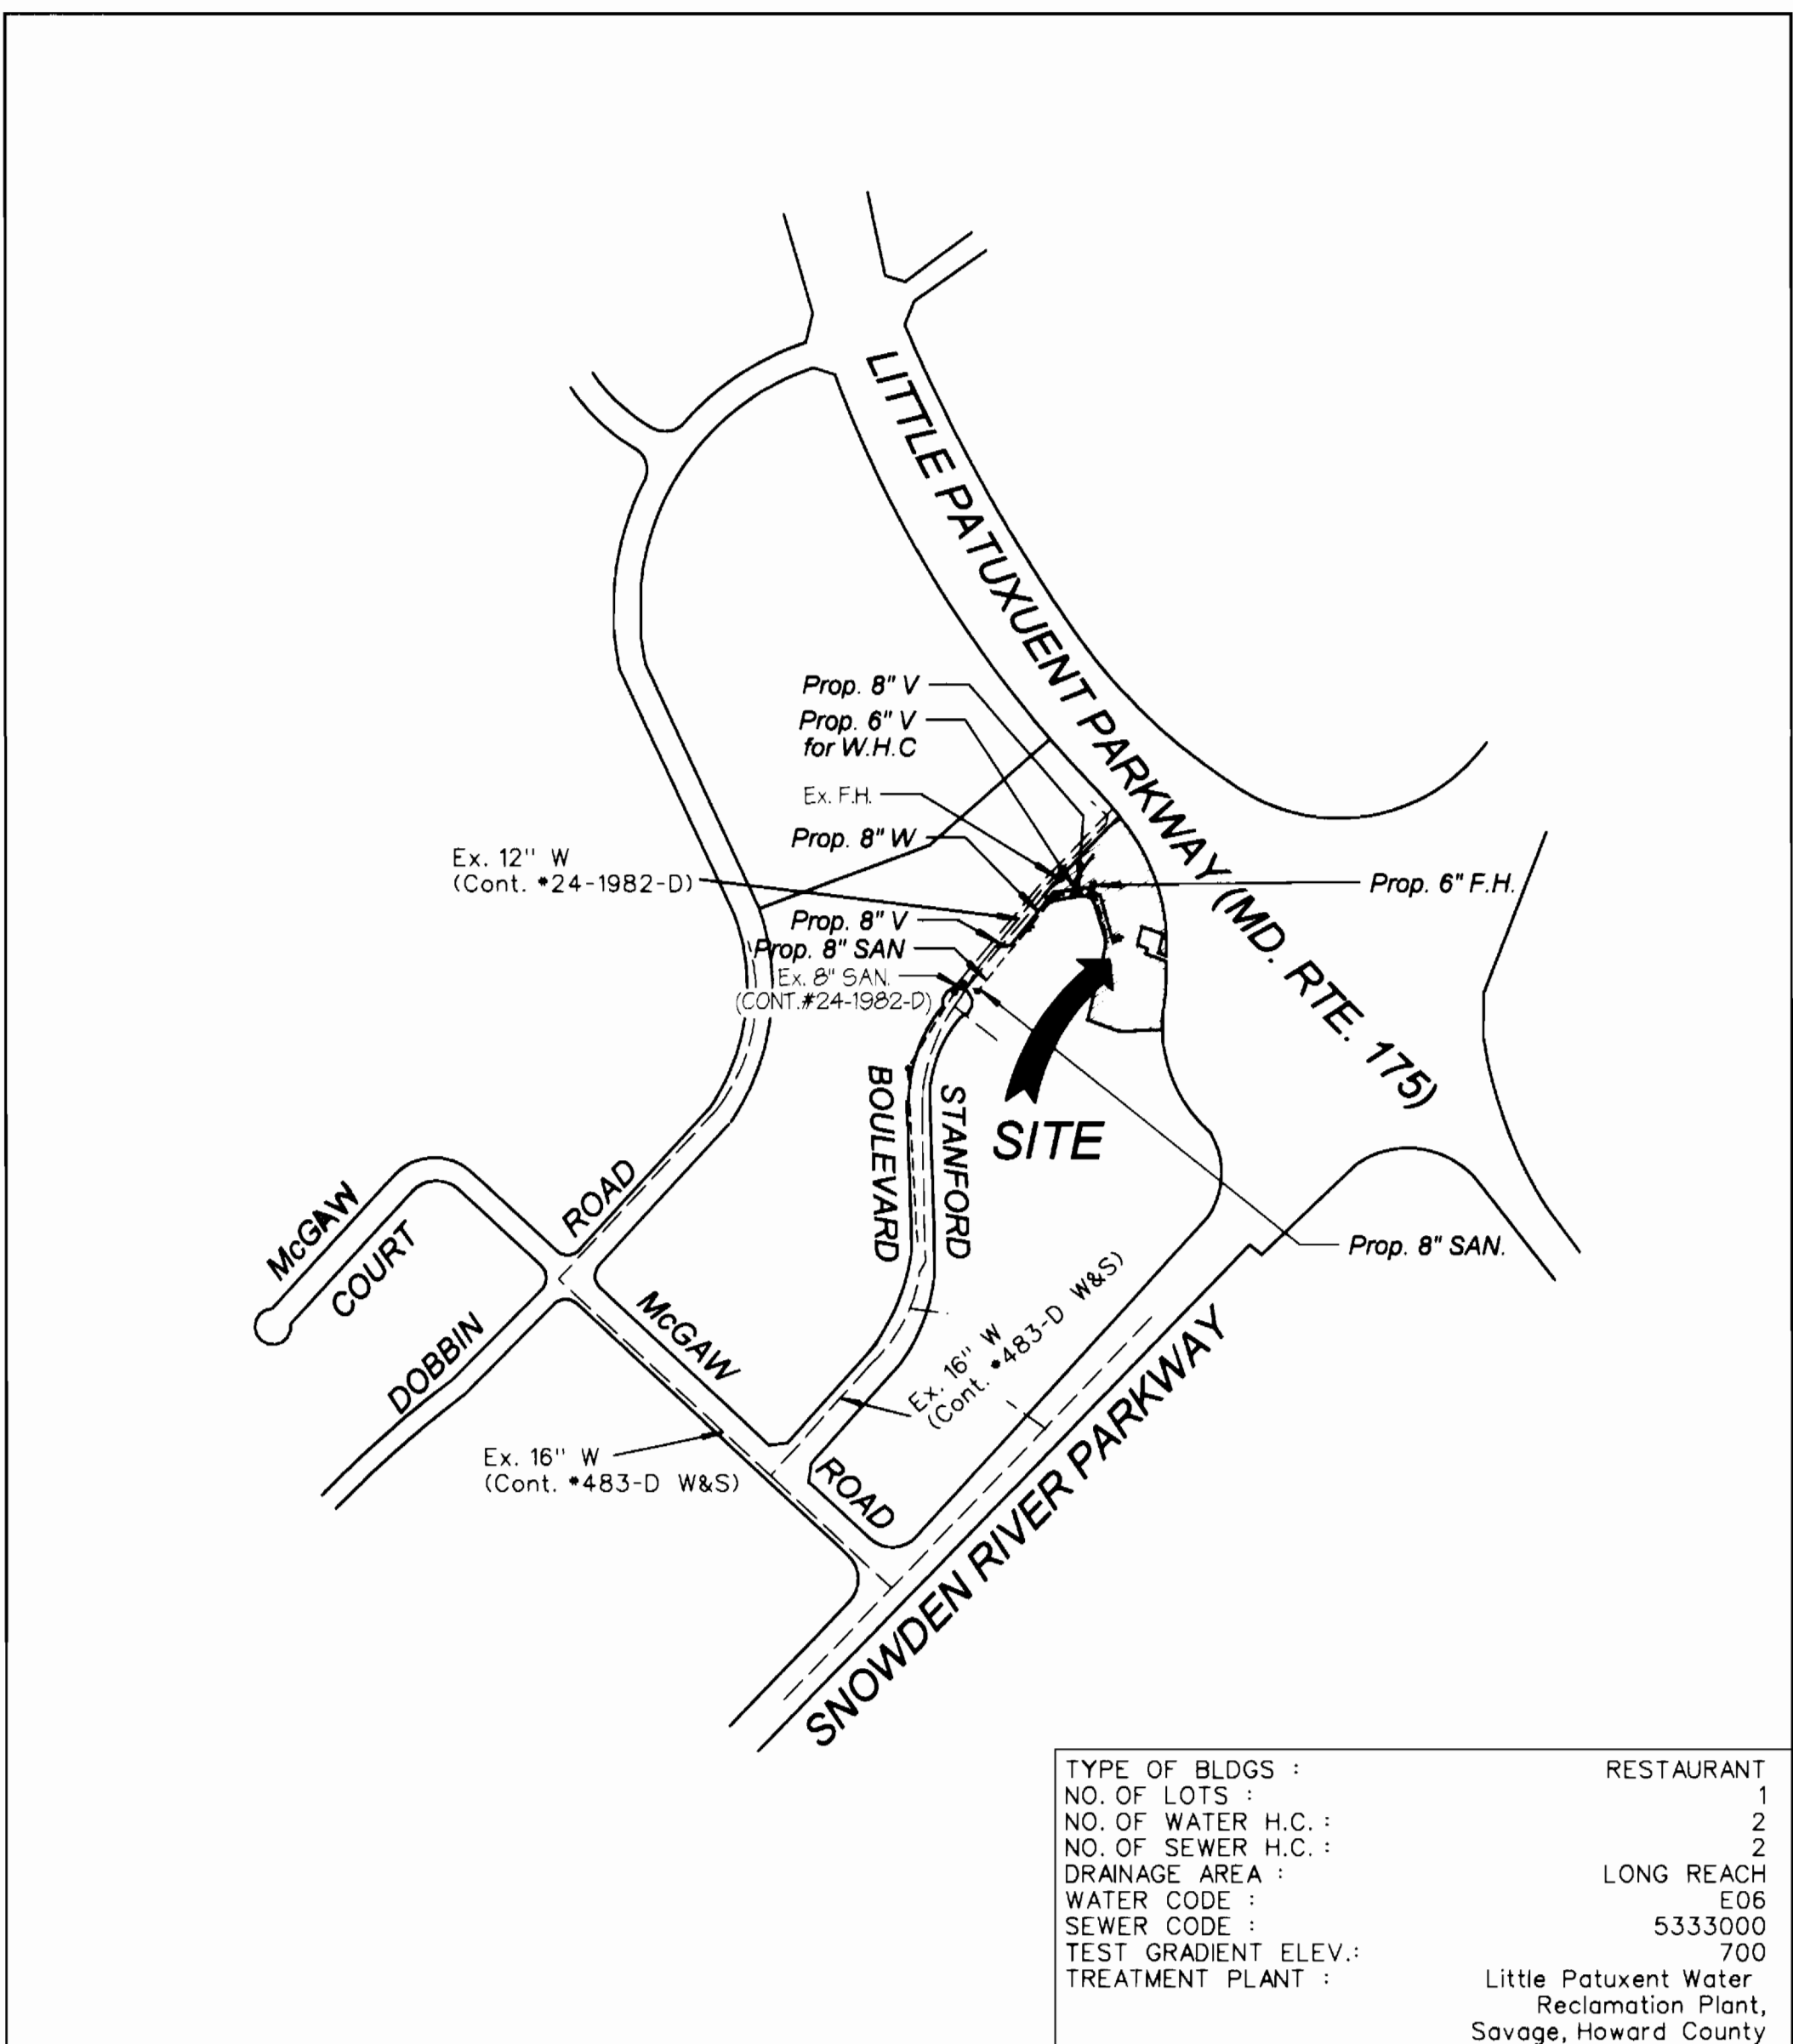 LITTLE PATUXUENT PARKWAY (MD. RTE. 175)
Prop. 8" V
Prop. 6" V
for W.H.C
Ex. F.H.
Prop. 8" W
Ex. 12" W
(Cont. *24-1982-D)
Prop. 6" F.H.
Prop. 8" V
Prop. 8" SAN
Ex. 8" SAN.
(CONT.#24-1982-D)
BOULEVARD
STANFORD
SITE
Prop. 8" SAN.
McGAW
COURT
ROAD
DOBBIN
McGAW
ROAD
Ex. 16" W
(Cont. *483-D W&S)
Ex. 16" W
(Cont. *483-D W&S)
SNOWDEN RIVER PARKWAY
TYPE OF BLDGS : RESTAURANT
NO. OF LOTS : 1
NO. OF WATER H.C. : 2
NO. OF SEWER H.C. : 2
DRAINAGE AREA : LONG REACH
WATER CODE : E06
SEWER CODE : 5333000
TEST GRADIENT ELEV.: 700
TREATMENT PLANT : Little Patuxent Water
Reclamation Plant,
Savage, Howard County